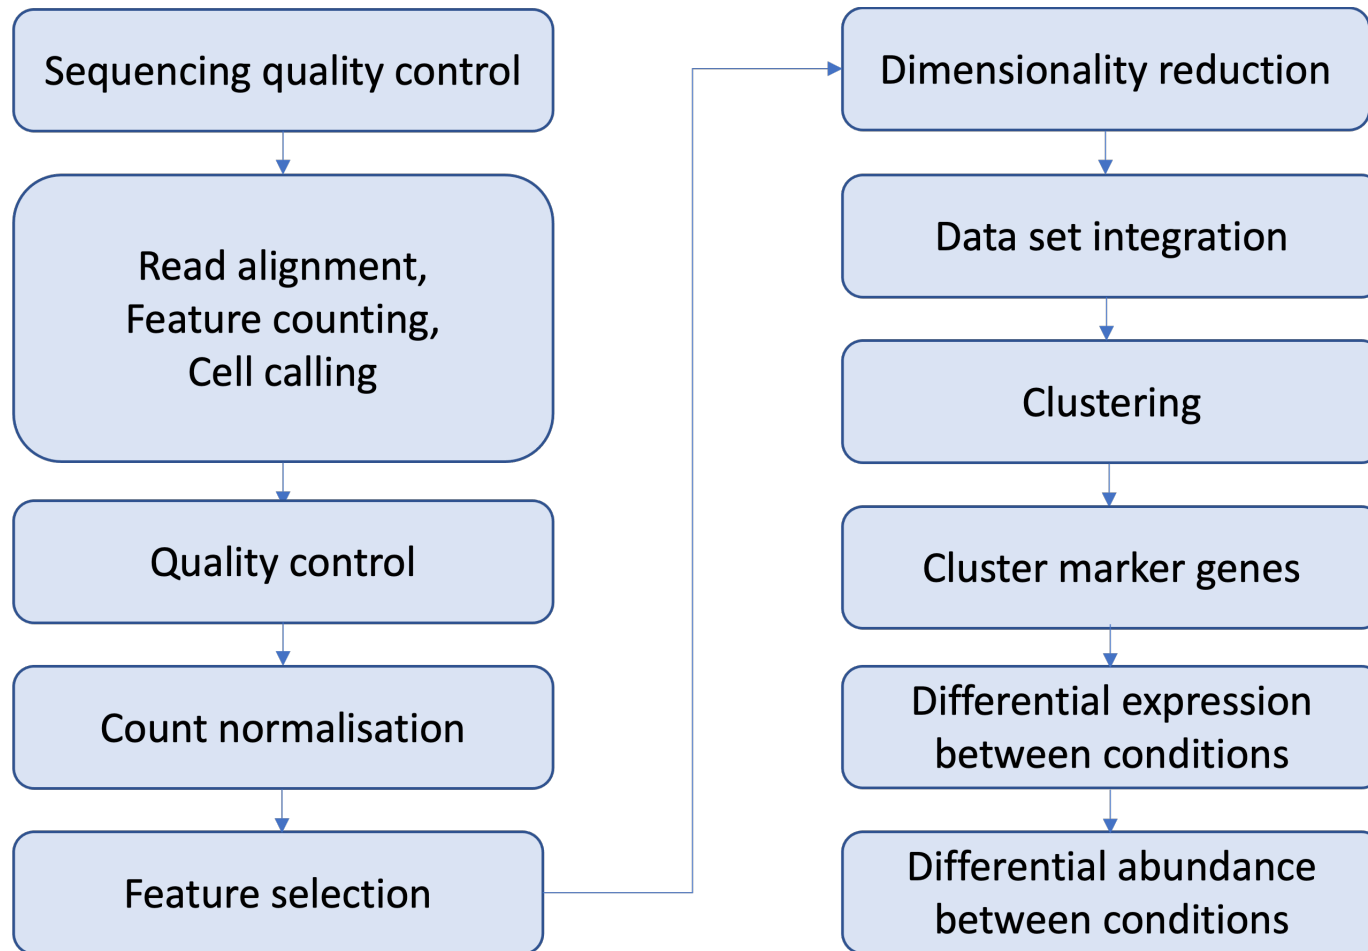 Sequencing quality control
Read alignment,
Feature counting,
Cell calling
Quality control
Count normalisation
Feature selection
Dimensionality reduction
Data set integration
Clustering
Cluster marker genes
Differential expression
between conditions
Differential abundance
between conditions